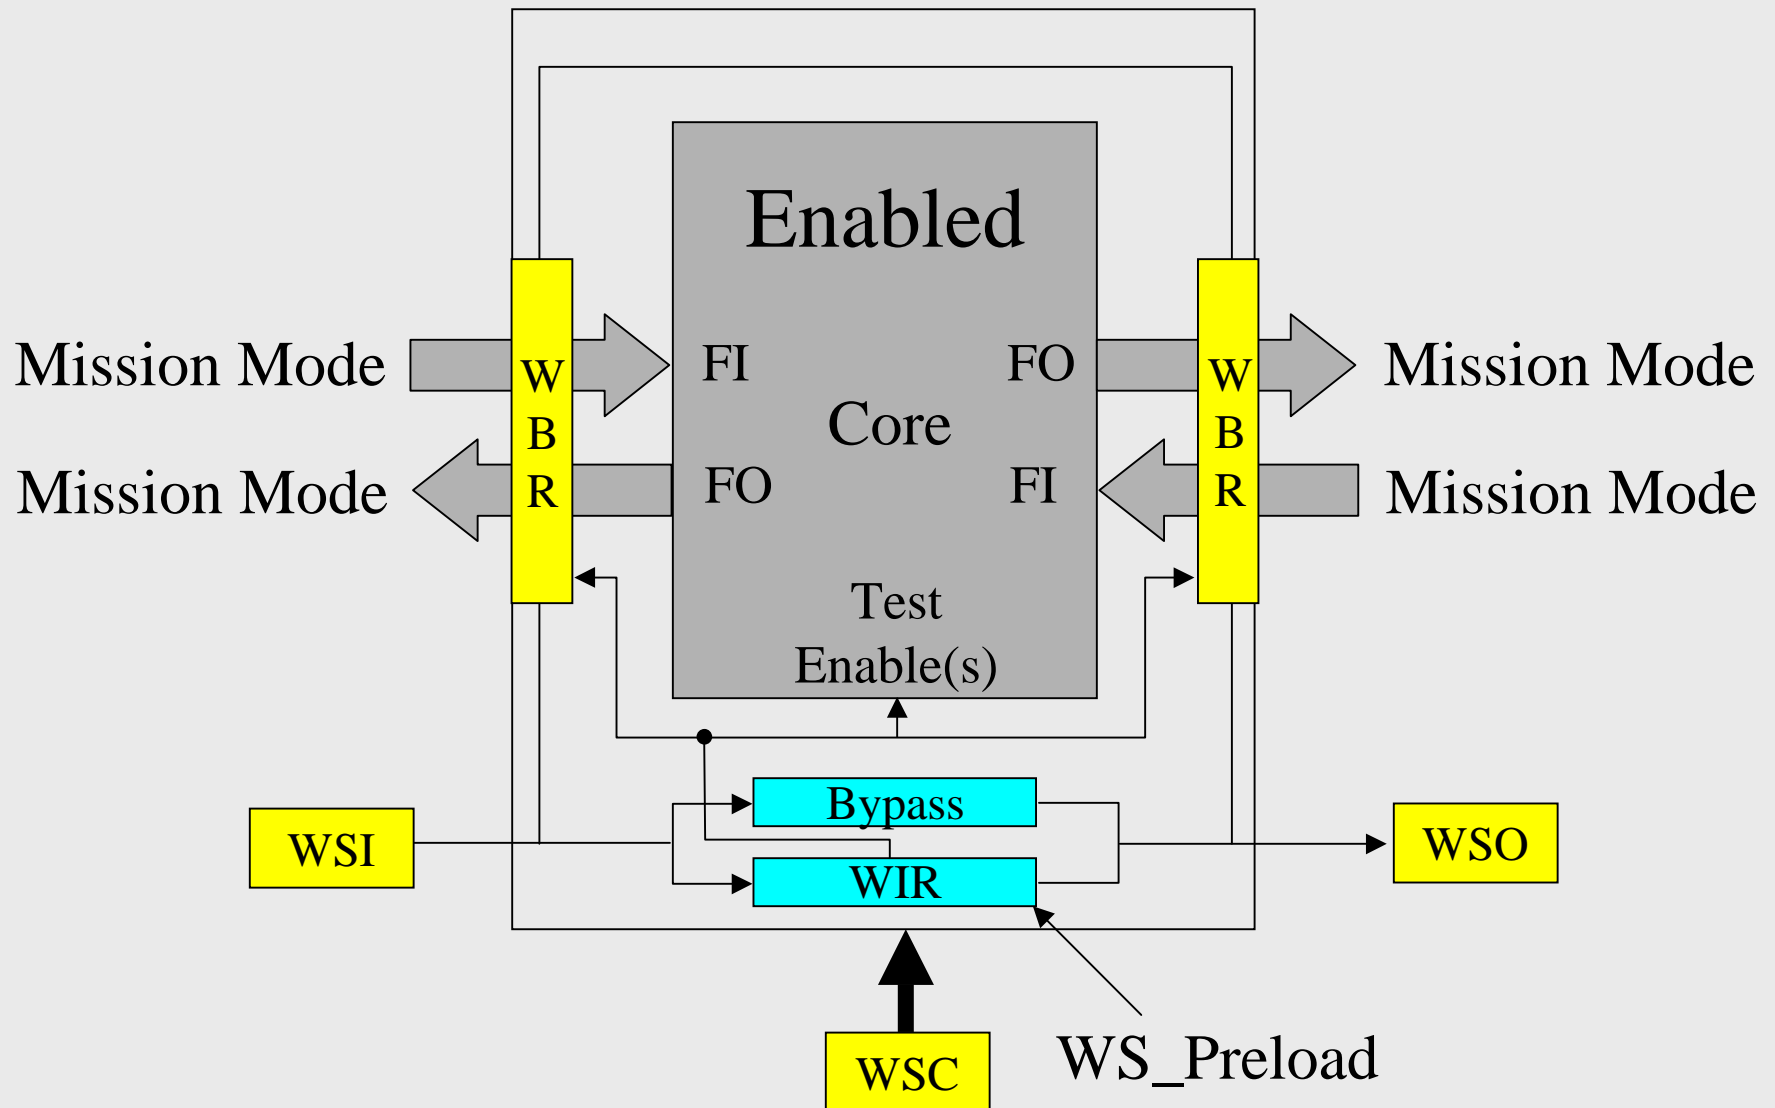 Enabled
Mission Mode
W
B
R
FI
FO
W
B
R
Mission Mode
Core
Mission Mode
FO
FI
Mission Mode
Test
Enable(s)
Bypass
WSI
WSO
WIR
WSC
WS_Preload